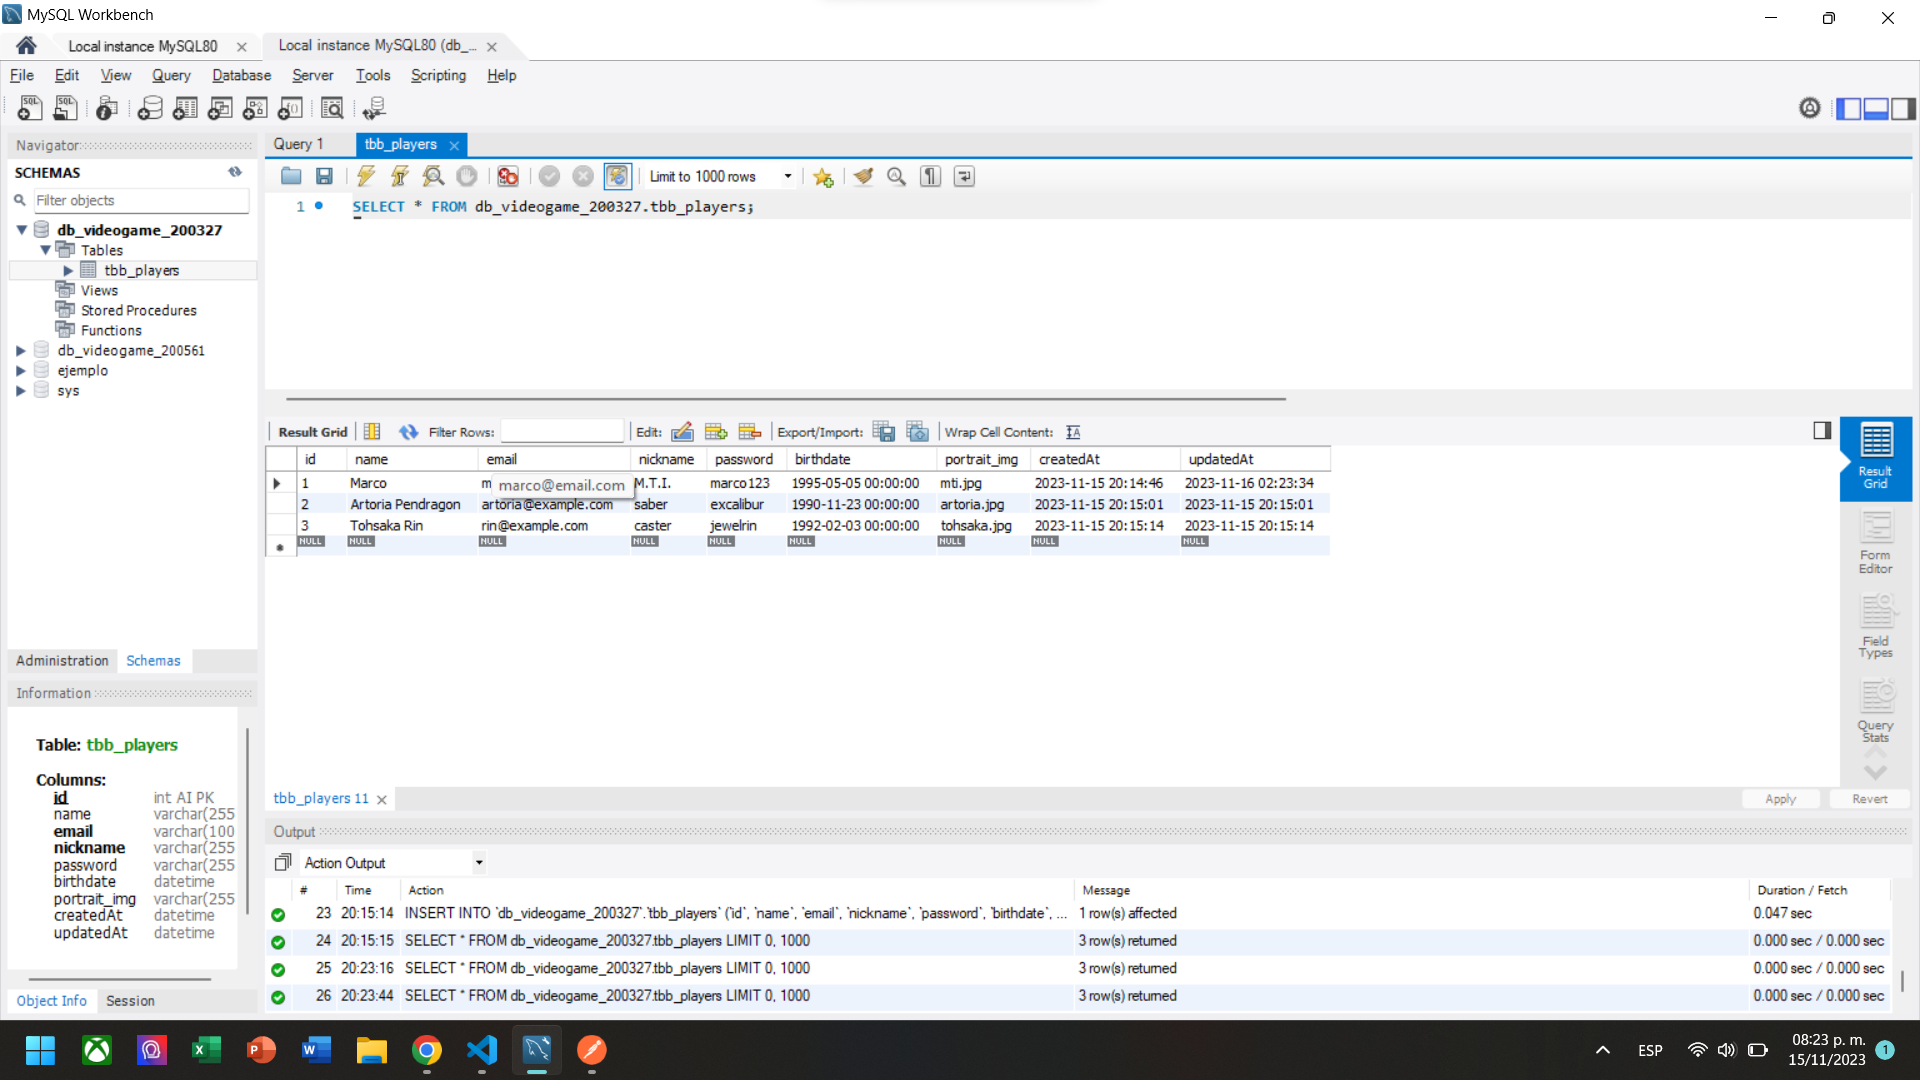 MySQL Workbench
Local instance MySQL80
Local instance MySQL80 (db_...
File Edit View Query Database Server Tools Scripting Help
Navigator
SCHEMAS
Filter objects
db_videogame_200327
Tables
tbb_players
Views
Stored Procedures
Functions
db_videogame_200561
ejemplo
sys
Administration Schemas
Information
Table: tbb_players
Columns:
id int AI PK
name varchar(255
email varchar(100
nickname varchar(255
password varchar(255
birthdate datetime
portrait_img varchar(255
createdAt datetime
updatedAt datetime
Object Info Session
Query 1 tbb_players
Limit to 1000 rows
1 SELECT * FROM db_videogame_200327.tbb_players;
Result Grid Filter Rows: Edit: Export/Import: Wrap Cell Content:
id name email nickname password birthdate portrait_img createdAt updatedAt
1 Marco m marco@email.com M.T.I. marco123 1995-05-05 00:00:00 mti.jpg 2023-11-15 20:14:46 2023-11-16 02:23:34
2 Artoria Pendragon artoria@example.com saber excalibur 1990-11-23 00:00:00 artoria.jpg 2023-11-15 20:15:01 2023-11-15 20:15:01
3 Tohsaka Rin rin@example.com caster jewelrin 1992-02-03 00:00:00 tohsaka.jpg 2023-11-15 20:15:14 2023-11-15 20:15:14
NULL NULL NULL NULL NULL NULL NULL NULL NULL
Result Grid
Form Editor
Field Types
Query Stats
tbb_players 11
Apply Revert
Output
Action Output
# Time Action Message Duration / Fetch
23 20:15:14 INSERT INTO `db_videogame_200327`.`tbb_players` (`id`, `name`, `email`, `nickname`, `password`, `birthdate`, ... 1 row(s) affected 0.047 sec
24 20:15:15 SELECT * FROM db_videogame_200327.tbb_players LIMIT 0, 1000 3 row(s) returned 0.000 sec / 0.000 sec
25 20:23:16 SELECT * FROM db_videogame_200327.tbb_players LIMIT 0, 1000 3 row(s) returned 0.000 sec / 0.000 sec
26 20:23:44 SELECT * FROM db_videogame_200327.tbb_players LIMIT 0, 1000 3 row(s) returned 0.000 sec / 0.000 sec
ESP
08:23 p. m.
15/11/2023
1